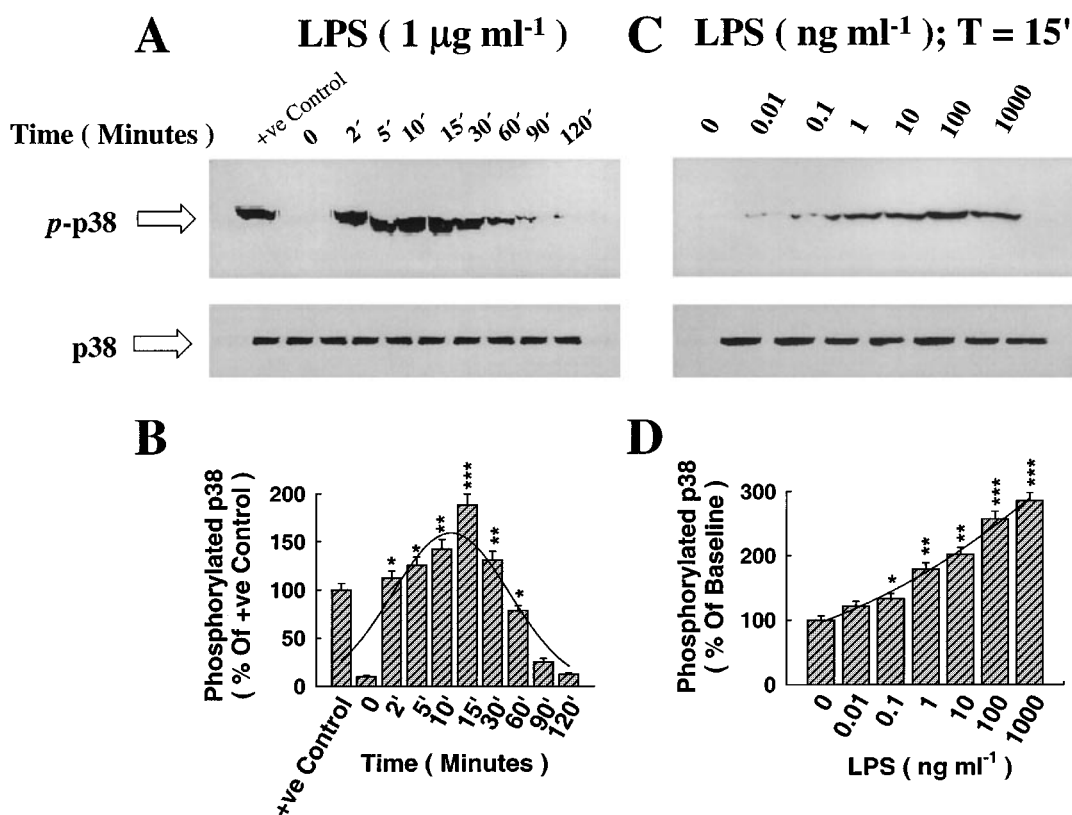 A LPS ( 1 μg ml-1 )
Time ( Minutes ) +ve Control 0 2' 5' 10' 15' 30' 60' 90' 120'
p-p38
p38
C LPS ( ng ml-1 ); T = 15'
0 0.01 0.1 1 10 100 1000
B
Phosphorylated p38
( % Of +ve Control )
200
150
100
50
0
* * ** *** ** *
+ve Control 0 2' 5' 10' 15' 30' 60' 90' 120'
Time ( Minutes )
D
Phosphorylated p38
( % Of Baseline )
300
200
100
0
* ** ** *** ***
0 0.01 0.1 1 10 100 1000
LPS ( ng ml-1 )